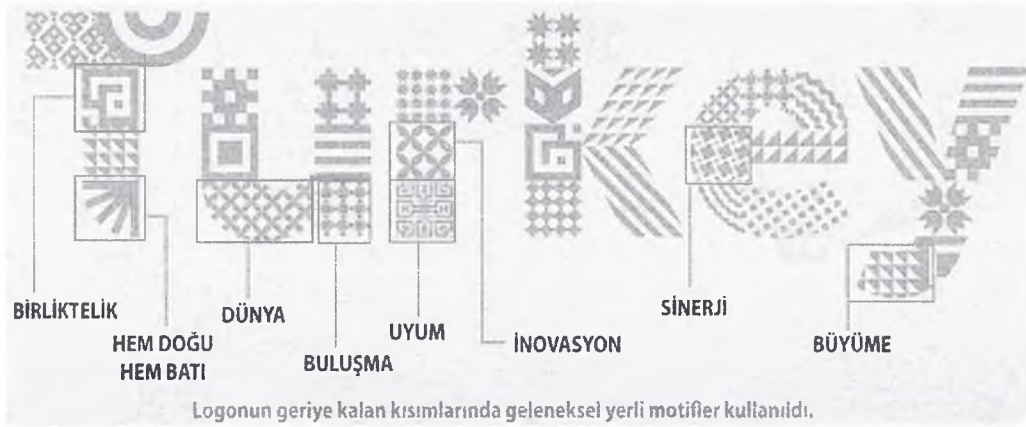 Turkey
BİRLİKTELİK
HEM DOĞU
HEM BATI
DÜNYA
BULUŞMA
UYUM
İNOVASYON
SİNERJİ
BÜYÜME
Logonun geriye kalan kısımlarında geleneksel yerli motifler kullanıldı.